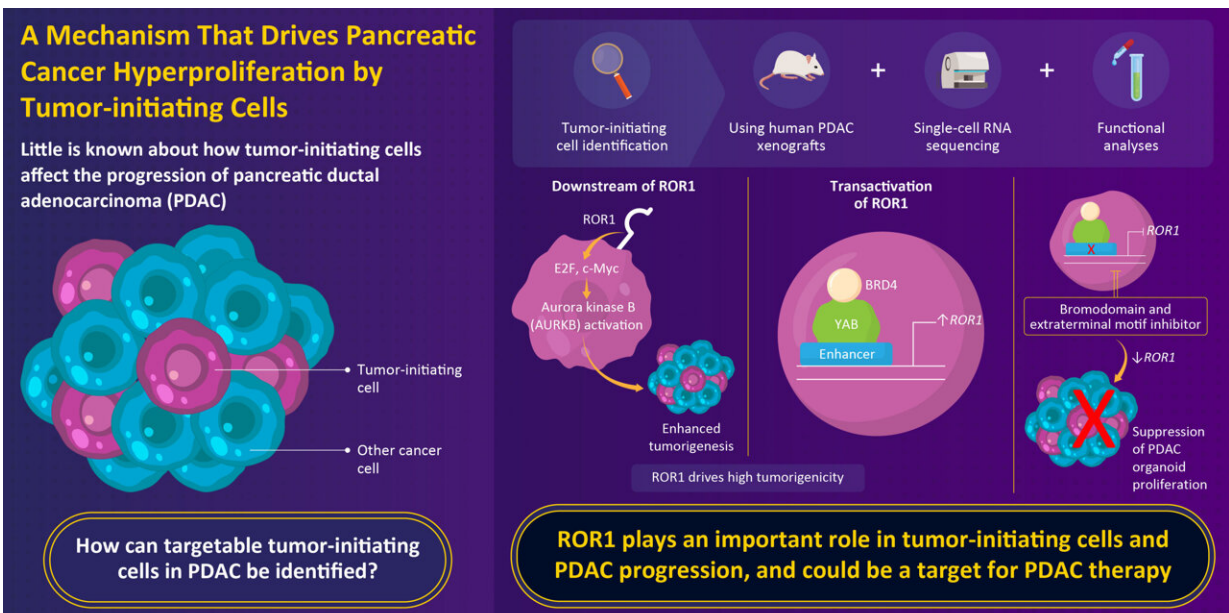 A Mechanism That Drives Pancreatic
Cancer Hyperproliferation by
Tumor-initiating Cells
Little is known about how tumor-initiating cells
affect the progression of pancreatic ductal
adenocarcinoma (PDAC)
Tumor-initiating
cell
Other cancer
cell
How can targetable tumor-initiating
cells in PDAC be identified?
Tumor-initiating
cell identification
Using human PDAC
xenografts
+
Single-cell RNA
sequencing
+
Functional
analyses
Downstream of ROR1
ROR1
E2F, c-Myc
Aurora kinase B
(AURKB) activation
Enhanced
tumorigenesis
Transactivation
of ROR1
BRD4
YAB
Enhancer
↑ROR1
ROR1 drives high tumorigenicity
X
ROR1
Bromodomain and
extraterminal motif inhibitor
↓ROR1
X
Suppression
of PDAC
organoid
proliferation
ROR1 plays an important role in tumor-initiating cells and
PDAC progression, and could be a target for PDAC therapy